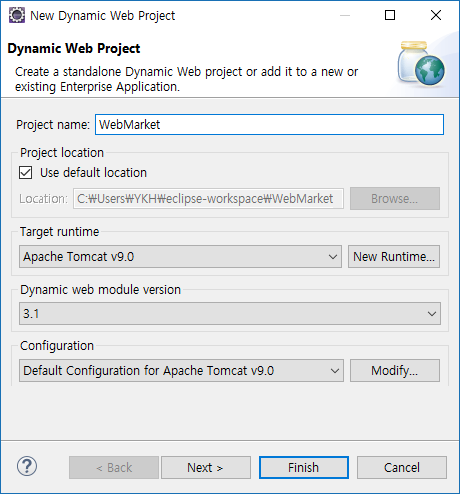 New Dynamic Web Project
Dynamic Web Project
Create a standalone Dynamic Web project or add it to a new or
existing Enterprise Application.
Project name: WebMarket
Project location
Use default location
Location: C:₩Users₩YKH₩eclipse-workspace₩WebMarket Browse...
Target runtime
Apache Tomcat v9.0 New Runtime...
Dynamic web module version
3.1
Configuration
Default Configuration for Apache Tomcat v9.0 Modify...
? < Back Next > Finish Cancel